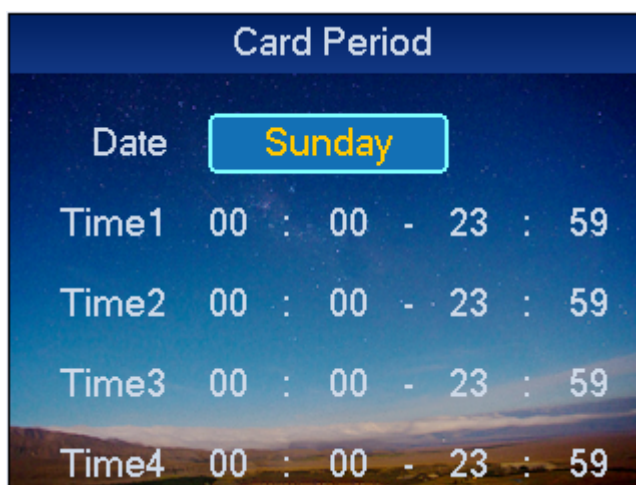 Card Period
Date Sunday
Time1 00 : 00 - 23 : 59
Time2 00 : 00 - 23 : 59
Time3 00 : 00 - 23 : 59
Time4 00 : 00 - 23 : 59